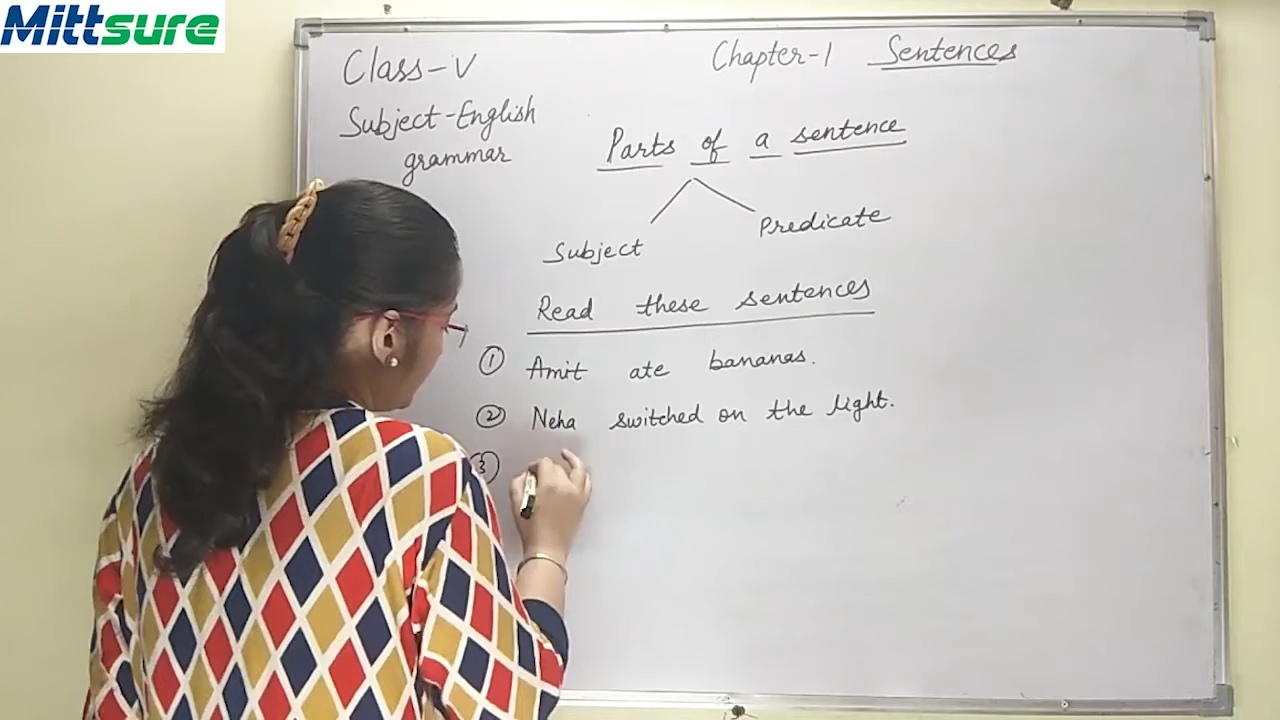 Mittsure
Class-V
Chapter-1 Sentences
Subject-English
grammar
Parts of a sentence
Subject
Predicate
Read these sentences
① Amit ate bananas.
② Neha switched on the light.
③